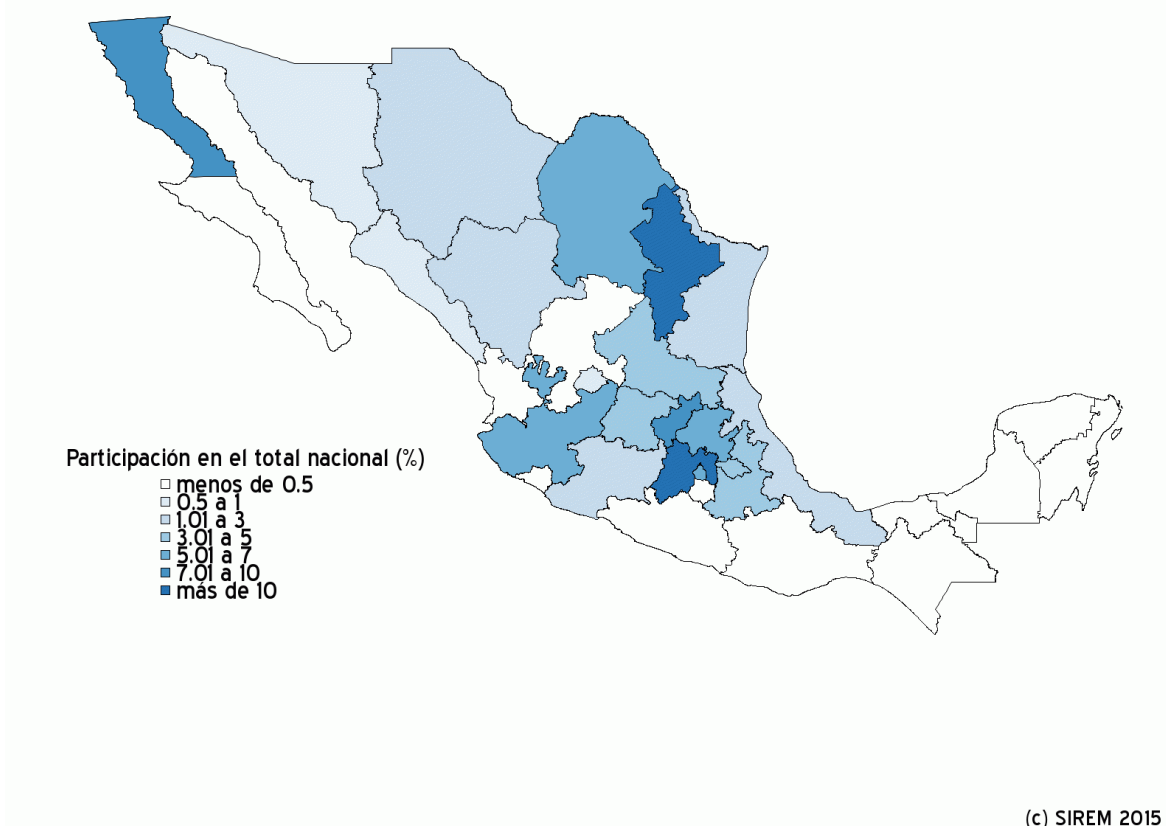 Participación en el total nacional (%)
menos de 0.5
0.5 a 1
1.01 a 3
3.01 a 5
5.01 a 7
7.01 a 10
más de 10
(c) SIREM 2015